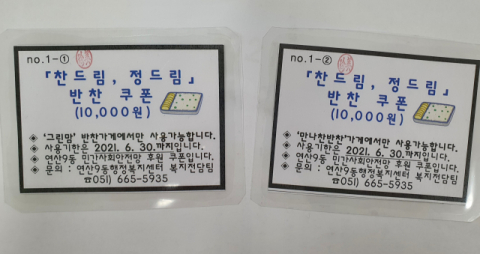 no.1-①
「찬드림, 정드림」
반찬 쿠폰
(10,000원)
◈ '그린맘' 반찬가게에서만 사용가능합니다.
◈ 사용기한은 2021. 6. 30.까지입니다.
◈ 연산9동 민간사회안전망 후원 쿠폰입니다.
◈ 문의 : 연산9동행정복지센터 복지전담팀
☎051) 665-5935
no.1-②
「찬드림, 정드림」
반찬 쿠폰
(10,000원)
◈ '만나찬반찬'가게에서만 사용가능합니다.
◈ 사용기한은 2021. 6. 30.까지입니다.
◈ 연산9동 민간사회안전망 후원 쿠폰입니다.
◈ 문의 : 연산9동행정복지센터 복지전담팀
☎051) 665-5935